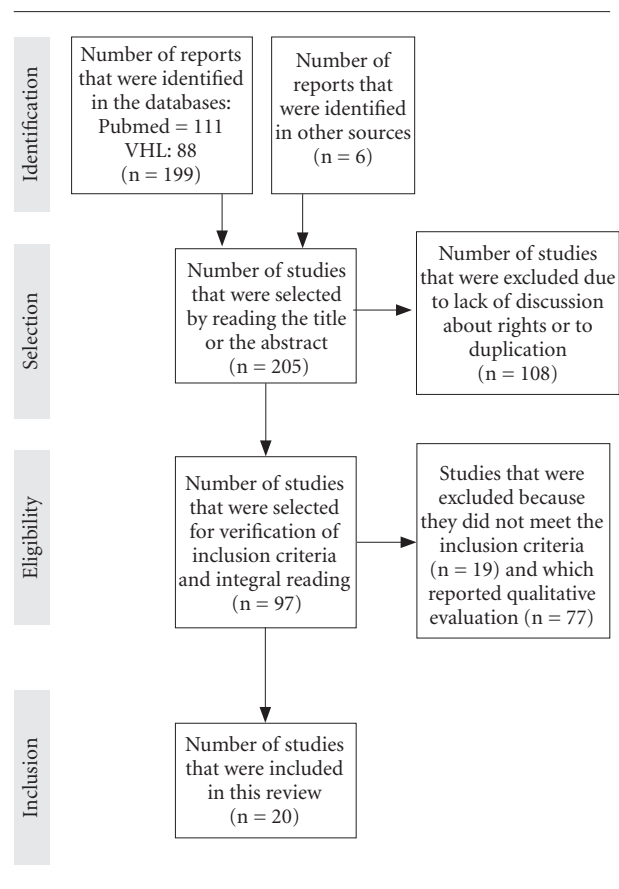 Identification
Number of reports
that were identified
in the databases:
Pubmed = 111
VHL: 88
(n = 199)
Number of
reports that
were identified
in other sources
(n = 6)
Selection
Number of studies
that were selected
by reading the title
or the abstract
(n = 205)
Number of studies
that were excluded due
to lack of discussion
about rights or to
duplication
(n = 108)
Eligibility
Number of studies
that were selected
for verification of
inclusion criteria
and integral reading
(n = 97)
Studies that were
excluded because
they did not meet the
inclusion criteria
(n = 19) and which
reported qualitative
evaluation (n = 77)
Inclusion
Number of studies
that were included
in this review
(n = 20)